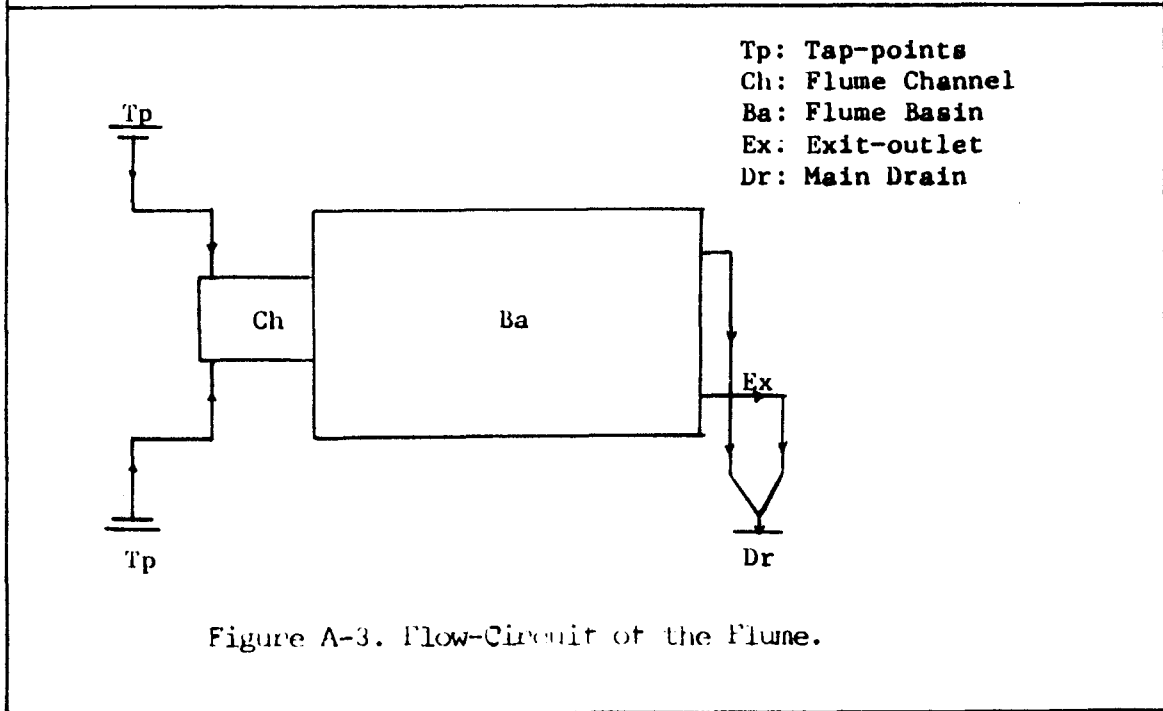 Tp: Tap-points
Ch: Flume Channel
Ba: Flume Basin
Ex: Exit-outlet
Dr: Main Drain
Tp
Ch
Ba
Ex
Tp
Dr
Figure A-3. Flow-Circuit of the Flume.